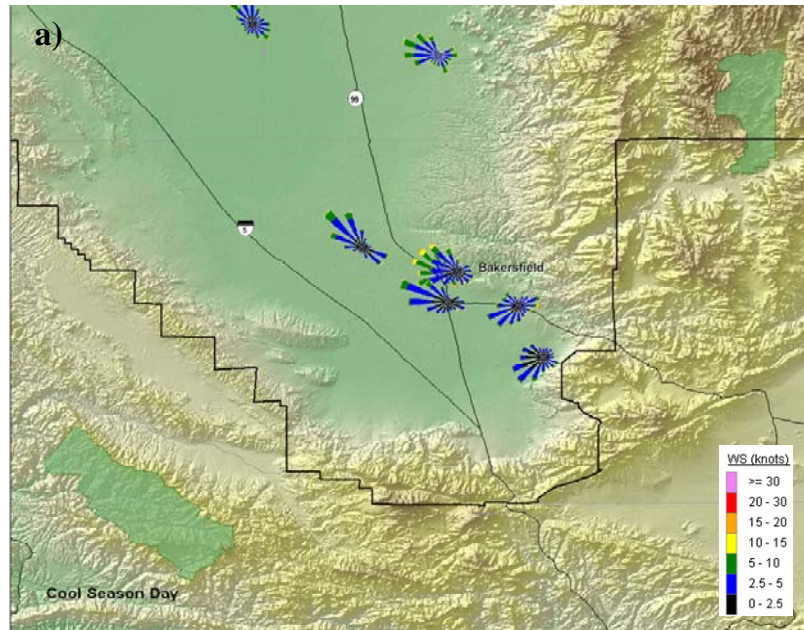 a)
99
5
Bakersfield
WS (knots)
>= 30
20 - 30
15 - 20
10 - 15
5 - 10
2.5 - 5
0 - 2.5
Cool Season Day